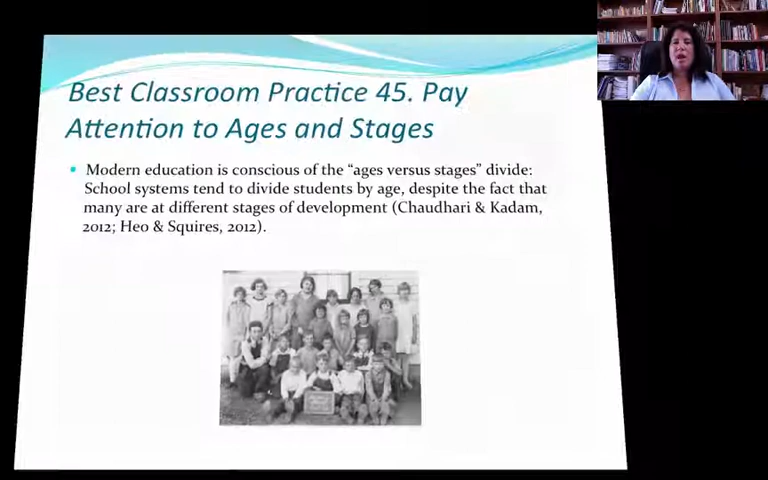 Best Classroom Practice 45. Pay
Attention to Ages and Stages
Modern education is conscious of the “ages versus stages” divide:
School systems tend to divide students by age, despite the fact that
many are at different stages of development (Chaudhari & Kadam,
2012; Heo & Squires, 2012).